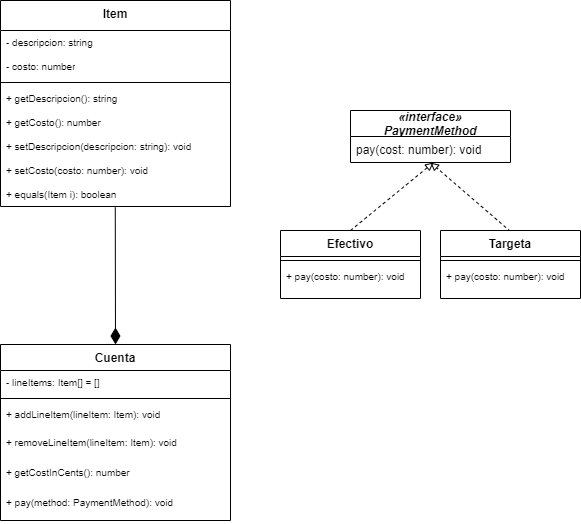 Item
- descripcion: string
- costo: number
+ getDescripcion(): string
+ getCosto(): number
+ setDescripcion(descripcion: string): void
+ setCosto(costo: number): void
+ equals(Item i): boolean
«interface»
PaymentMethod
pay(cost: number): void
Efectivo
+ pay(costo: number): void
Targeta
+ pay(costo: number): void
Cuenta
- lineItems: Item[] = []
+ addLineItem(lineItem: Item): void
+ removeLineItem(lineItem: Item): void
+ getCostInCents(): number
+ pay(method: PaymentMethod): void